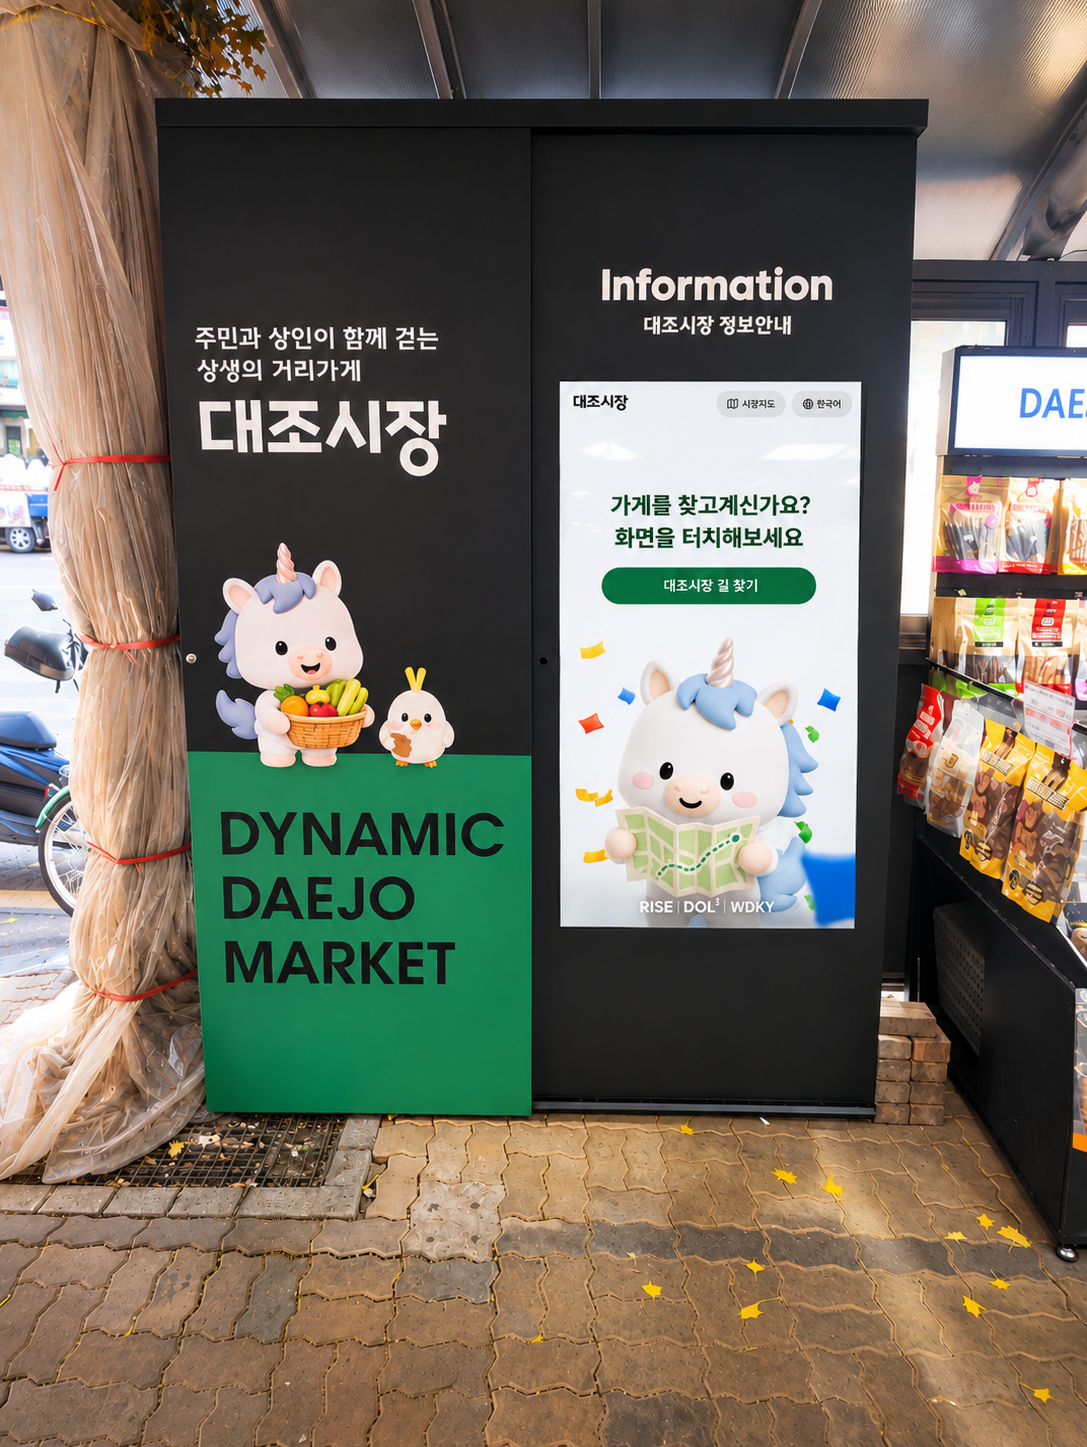 주민과 상인이 함께 걷는
상생의 거리가게
대조시장
DYNAMIC
DAEJO
MARKET
Information
대조시장 정보안내
대조시장
시장지도
한국어
가게를 찾고계신가요?
화면을 터치해보세요
대조시장 길 찾기
RISE | DOL³ | WDKY